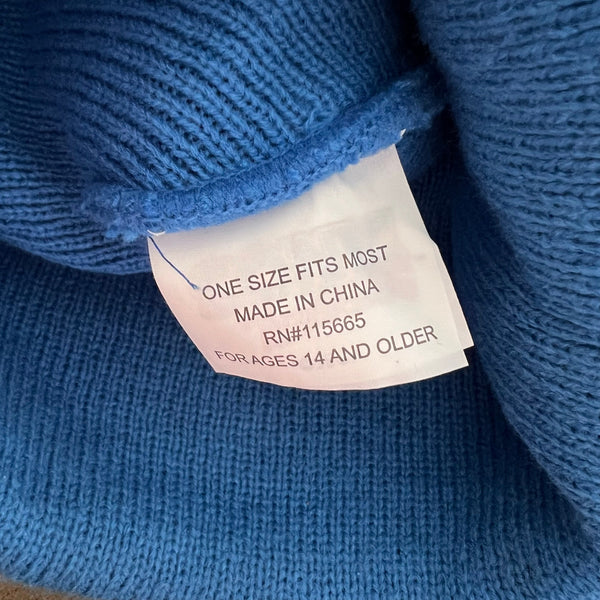 ONE SIZE FITS MOST
MADE IN CHINA
RN#115665
FOR AGES 14 AND OLDER